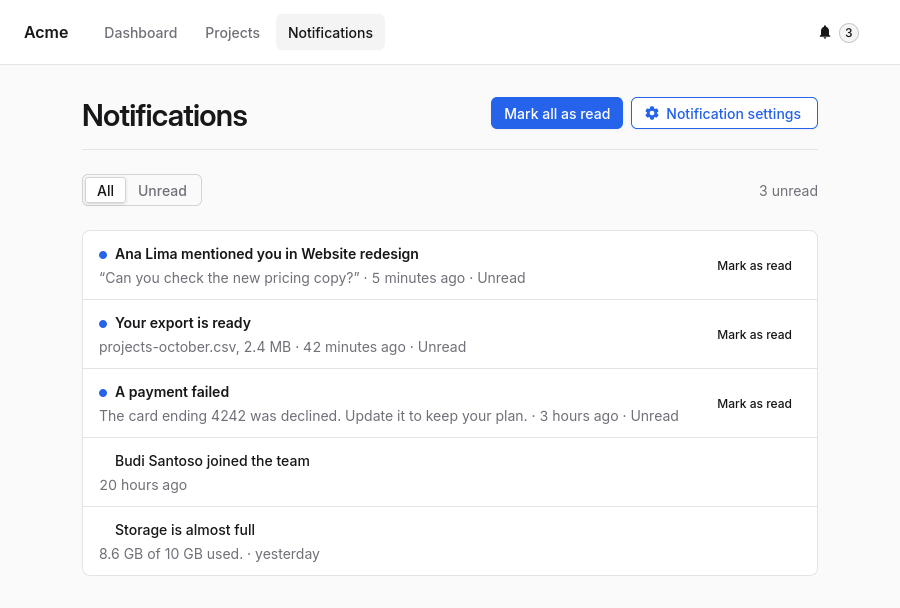 Acme Dashboard Projects Notifications 3
Notifications Mark all as read Notification settings
All Unread 3 unread
Ana Lima mentioned you in Website redesign
“Can you check the new pricing copy?” · 5 minutes ago · Unread
Mark as read
Your export is ready
projects-october.csv, 2.4 MB · 42 minutes ago · Unread
Mark as read
A payment failed
The card ending 4242 was declined. Update it to keep your plan. · 3 hours ago · Unread
Mark as read
Budi Santoso joined the team
20 hours ago
Storage is almost full
8.6 GB of 10 GB used. · yesterday